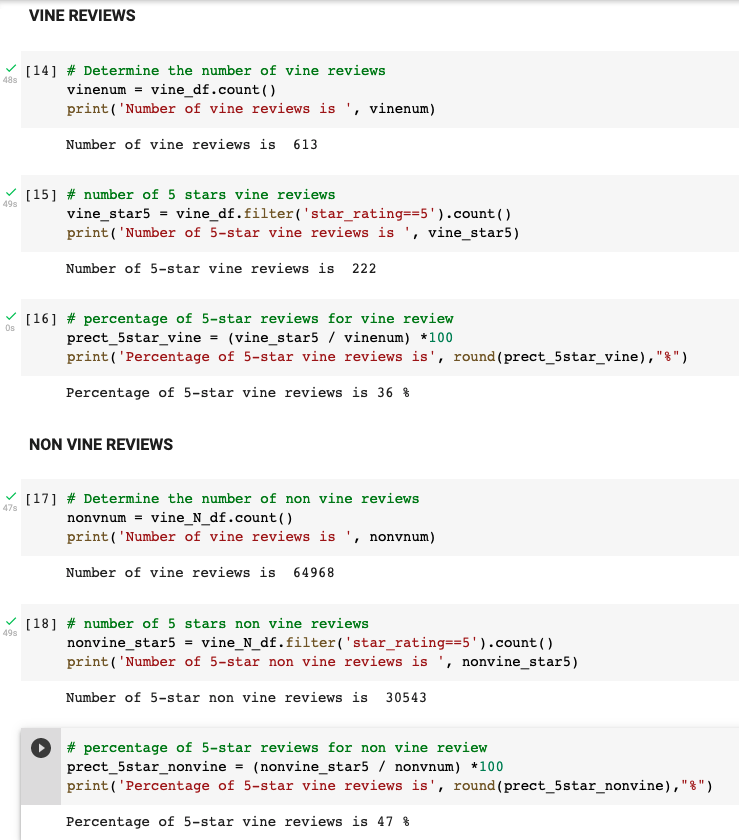 VINE REVIEWS
48s
[14] # Determine the number of vine reviews
vinenum = vine_df.count()
print('Number of vine reviews is ', vinenum)
Number of vine reviews is  613
49s
[15] # number of 5 stars vine reviews
vine_star5 = vine_df.filter('star_rating==5').count()
print('Number of 5-star vine reviews is ', vine_star5)
Number of 5-star vine reviews is  222
0s
[16] # percentage of 5-star reviews for vine review
prect_5star_vine = (vine_star5 / vinenum) *100
print('Percentage of 5-star vine reviews is', round(prect_5star_vine),"%")
Percentage of 5-star vine reviews is 36 %
NON VINE REVIEWS
47s
[17] # Determine the number of non vine reviews
nonvnum = vine_N_df.count()
print('Number of vine reviews is ', nonvnum)
Number of vine reviews is  64968
49s
[18] # number of 5 stars non vine reviews
nonvine_star5 = vine_N_df.filter('star_rating==5').count()
print('Number of 5-star non vine reviews is ', nonvine_star5)
Number of 5-star non vine reviews is  30543
# percentage of 5-star reviews for non vine review
prect_5star_nonvine = (nonvine_star5 / nonvnum) *100
print('Percentage of 5-star vine reviews is', round(prect_5star_nonvine),"%")
Percentage of 5-star vine reviews is 47 %